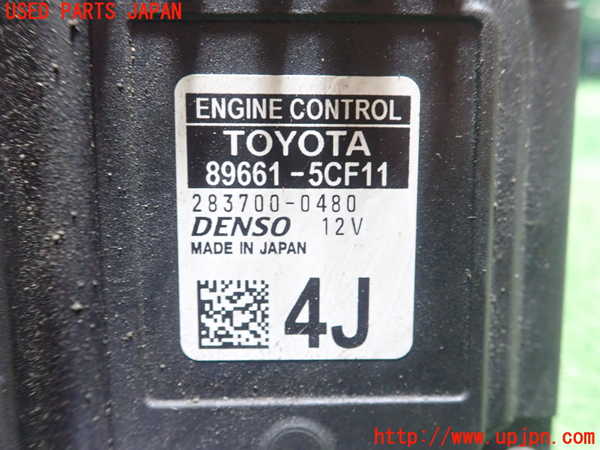 USED PARTS JAPAN
ENGINE CONTROL
TOYOTA
89661-5CF11
283700-0480
DENSO 12V
MADE IN JAPAN
4J
http://www.upjpn.com/